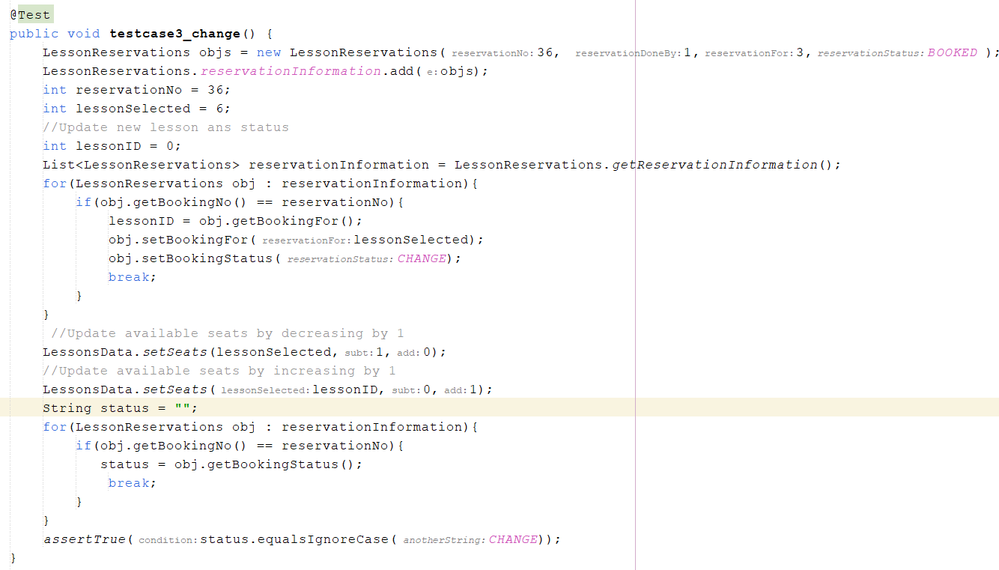 @Test
public void testcase3_change() {
    LessonReservations objs = new LessonReservations( reservationNo: 36,  reservationDoneBy: 1, reservationFor: 3, reservationStatus: BOOKED );
    LessonReservations.reservationInformation.add( e: objs);
    int reservationNo = 36;
    int lessonSelected = 6;
    //Update new lesson ans status
    int lessonID = 0;
    List<LessonReservations> reservationInformation = LessonReservations.getReservationInformation();
    for(LessonReservations obj : reservationInformation){
        if(obj.getBookingNo() == reservationNo){
            lessonID = obj.getBookingFor();
            obj.setBookingFor( reservationFor: lessonSelected);
            obj.setBookingStatus( reservationStatus: CHANGE);
            break;
        }
    }
     //Update available seats by decreasing by 1
    LessonsData.setSeats(lessonSelected, subt: 1, add: 0);
    //Update available seats by increasing by 1
    LessonsData.setSeats( lessonSelected: lessonID, subt: 0, add: 1);
    String status = "";
    for(LessonReservations obj : reservationInformation){
        if(obj.getBookingNo() == reservationNo){
           status = obj.getBookingStatus();
            break;
        }
    }
    assertTrue( condition: status.equalsIgnoreCase( anotherString: CHANGE));
}